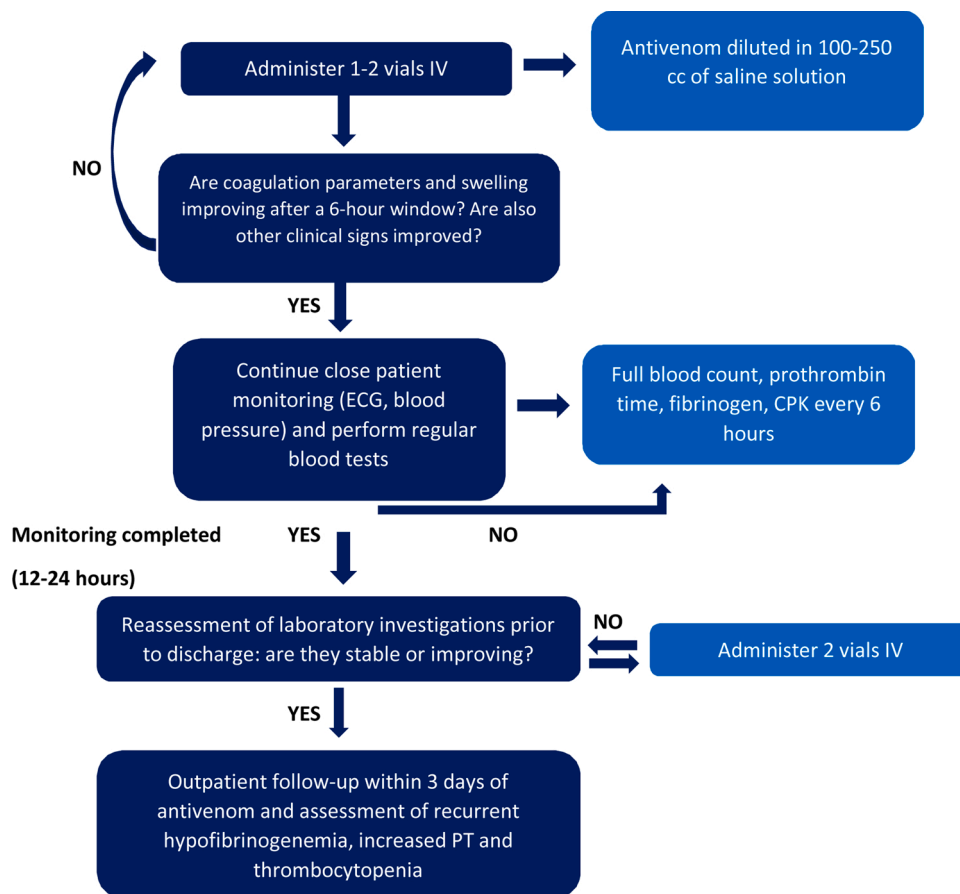 Administer 1-2 vials IV
Antivenom diluted in 100-250
cc of saline solution
NO
Are coagulation parameters and swelling
improving after a 6-hour window? Are also
other clinical signs improved?
YES
Continue close patient
monitoring (ECG, blood
pressure) and perform regular
blood tests
Full blood count, prothrombin
time, fibrinogen, CPK every 6
hours
Monitoring completed
(12-24 hours)
YES
NO
Reassessment of laboratory investigations prior
to discharge: are they stable or improving?
NO
Administer 2 vials IV
YES
Outpatient follow-up within 3 days of
antivenom and assessment of recurrent
hypofibrinogenemia, increased PT and
thrombocytopenia